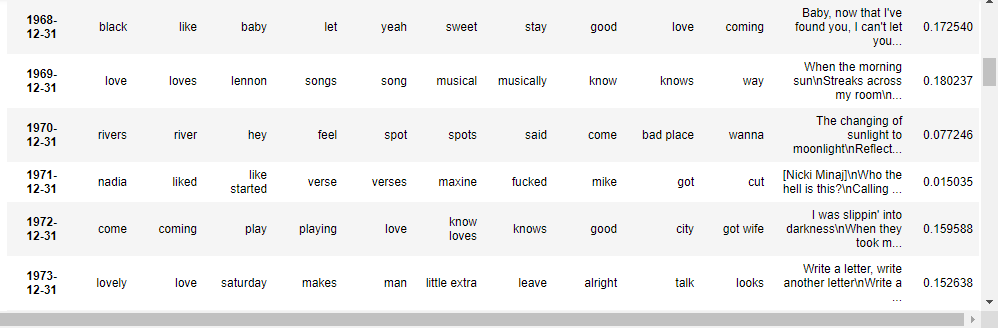 1968-12-31 black like baby let yeah sweet stay good love coming Baby, now that I've found you, I can't let you... 0.172540
1969-12-31 love loves lennon songs song musical musically know knows way When the morning sun\nStreaks across my room\n... 0.180237
1970-12-31 rivers river hey feel spot spots said come bad place wanna The changing of sunlight to moonlight\nReflect... 0.077246
1971-12-31 nadia liked like started verse verses maxine fucked mike got cut [Nicki Minaj]\nWho the hell is this?\nCalling ... 0.015035
1972-12-31 come coming play playing love know loves knows good city got wife I was slippin' into darkness\nWhen they took m... 0.159588
1973-12-31 lovely love saturday makes man little extra leave alright talk looks Write a letter, write another letter\nWrite a ... 0.152638